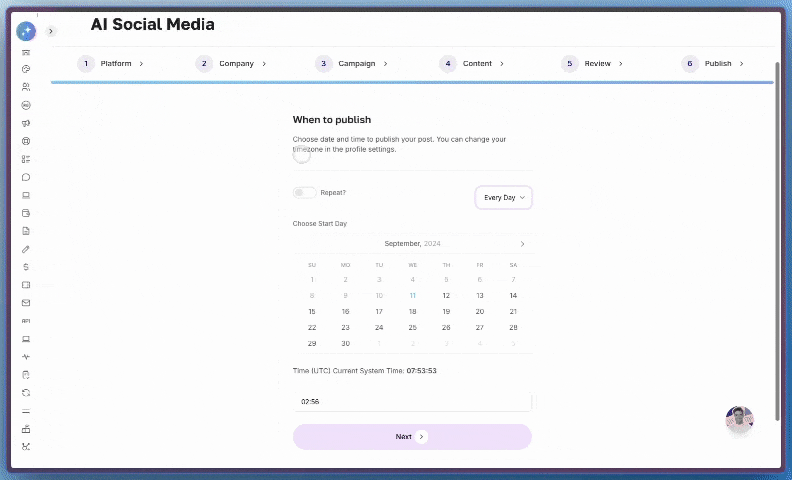 AI Social Media
1 Platform > 2 Company > 3 Campaign > 4 Content > 5 Review > 6 Publish >
When to publish
Choose date and time to publish your post. You can change your
timezone in the profile settings.
Repeat? Every Day
Choose Start Day
September, 2024
SU MO TU WE TH FR SA
1 2 3 4 5 6 7
8 9 10 11 12 13 14
15 16 17 18 19 20 21
22 23 24 25 26 27 28
29 30 1 2 3 4 5
Time (UTC) Current System Time: 07:53:53
02:56
Next >
API